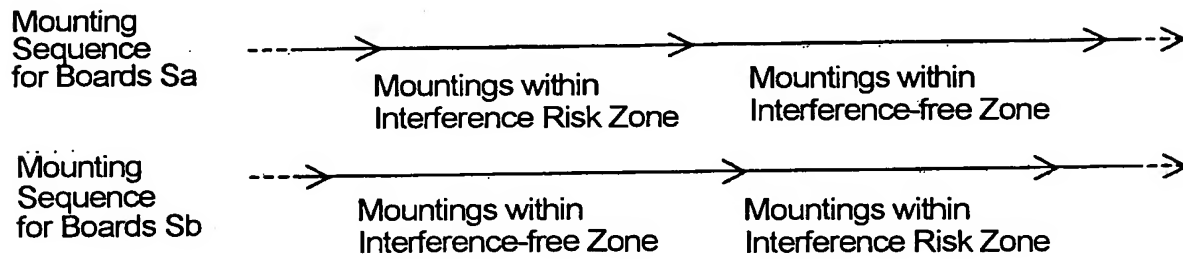 Mounting
Sequence
for Boards Sa
Mountings within
Interference Risk Zone
Mountings within
Interference-free Zone
Mounting
Sequence
for Boards Sb
Mountings within
Interference-free Zone
Mountings within
Interference Risk Zone